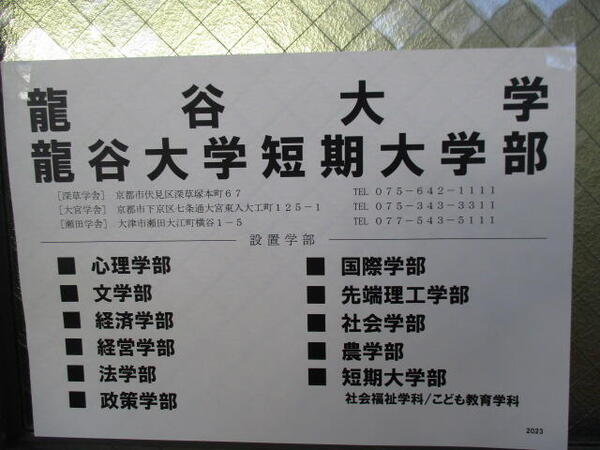 龍谷大学
龍谷大学短期大学部
［深草学舎］ 京都市伏見区深草塚本町６７ TEL ０７５－６４２－１１１１
［大宮学舎］ 京都市下京区七条通大宮東入大工町１２５－１ TEL ０７５－３４３－３３１１
［瀬田学舎］ 大津市瀬田大江町横谷１－５ TEL ０７７－５４３－５１１１
設置学部
■ 心理学部
■ 文学部
■ 経済学部
■ 経営学部
■ 法学部
■ 政策学部
■ 国際学部
■ 先端理工学部
■ 社会学部
■ 農学部
■ 短期大学部
社会福祉学科/こども教育学科
2023